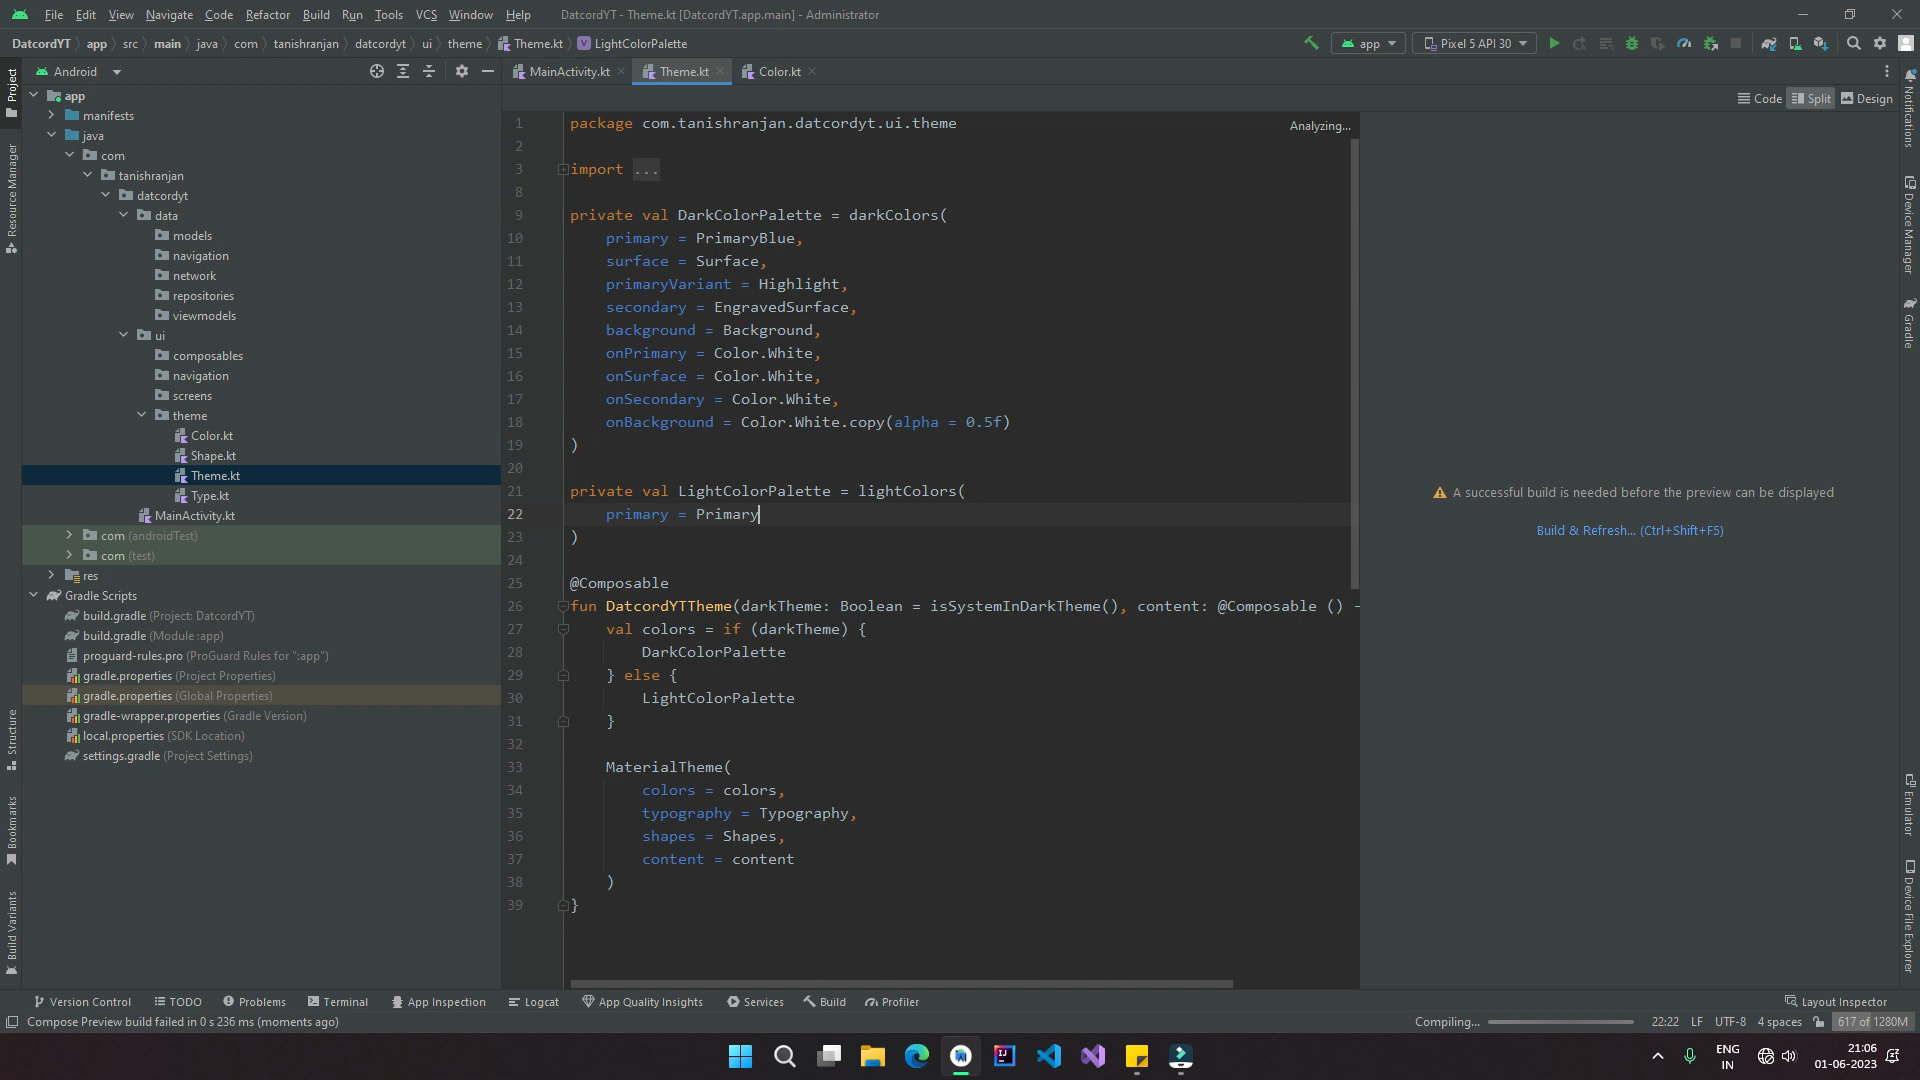 File Edit View Navigate Code Refactor Build Run Tools VCS Window Help DatcordYT - Theme.kt [DatcordYT.app.main] - Administrator
DatcordYT app src main java com tanishranjan datcordyt ui theme Theme.kt LightColorPalette app Pixel 5 API 30
Android MainActivity.kt Theme.kt Color.kt
Code Split Design
Project
Resource Manager
Structure
Bookmarks
Build Variants
app
manifests
java
com
tanishranjan
datcordyt
data
models
navigation
network
repositories
viewmodels
ui
composables
navigation
screens
theme
Color.kt
Shape.kt
Theme.kt
Type.kt
MainActivity.kt
com (androidTest)
com (test)
res
Gradle Scripts
build.gradle (Project: DatcordYT)
build.gradle (Module :app)
proguard-rules.pro (ProGuard Rules for ":app")
gradle.properties (Project Properties)
gradle.properties (Global Properties)
gradle-wrapper.properties (Gradle Version)
local.properties (SDK Location)
settings.gradle (Project Settings)
1 package com.tanishranjan.datcordyt.ui.theme
Analyzing...
2
3 import ...
8
9 private val DarkColorPalette = darkColors(
10 primary = PrimaryBlue,
11 surface = Surface,
12 primaryVariant = Highlight,
13 secondary = EngravedSurface,
14 background = Background,
15 onPrimary = Color.White,
16 onSurface = Color.White,
17 onSecondary = Color.White,
18 onBackground = Color.White.copy(alpha = 0.5f)
19 )
20
21 private val LightColorPalette = lightColors(
22 primary = Primary
23 )
24
25 @Composable
26 fun DatcordYTTheme(darkTheme: Boolean = isSystemInDarkTheme(), content: @Composable () -
27 val colors = if (darkTheme) {
28 DarkColorPalette
29 } else {
30 LightColorPalette
31 }
32
33 MaterialTheme(
34 colors = colors,
35 typography = Typography,
36 shapes = Shapes,
37 content = content
38 )
39 }
A successful build is needed before the preview can be displayed
Build & Refresh... (Ctrl+Shift+F5)
Notifications
Device Manager
Gradle
Emulator
Device File Explorer
Version Control TODO Problems Terminal App Inspection Logcat App Quality Insights Services Build Profiler Layout Inspector
Compose Preview build failed in 0 s 236 ms (moments ago) Compiling... 22:22 LF UTF-8 4 spaces 617 of 1280M
ENG
IN
21:06
01-06-2023